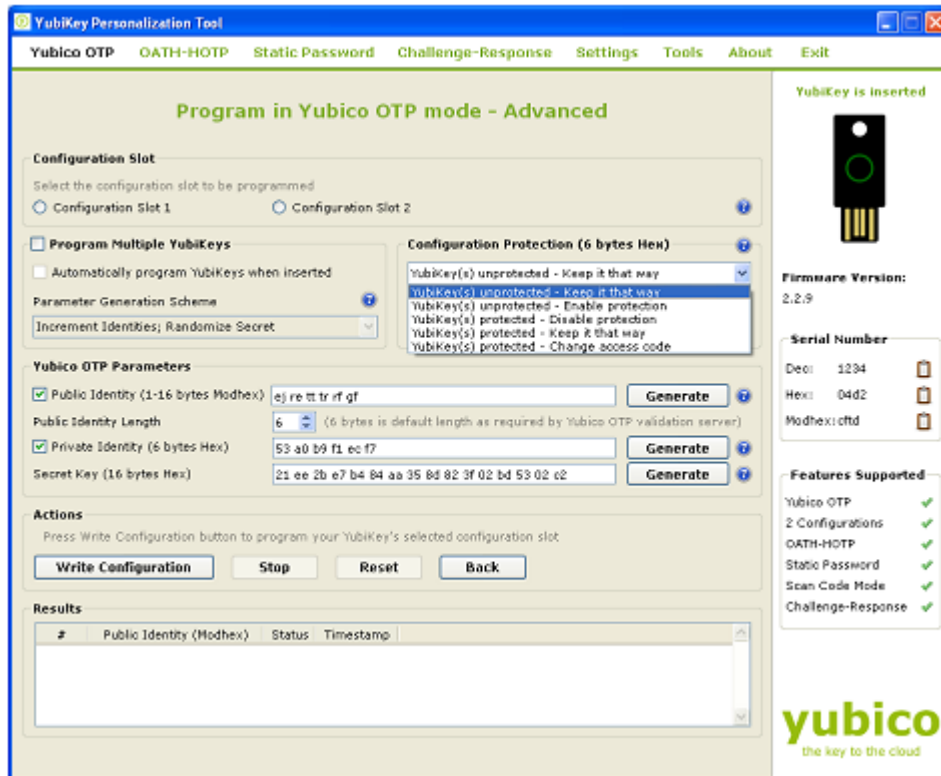 YubiKey Personalization Tool
Yubico OTP OATH-HOTP Static Password Challenge-Response Settings Tools About Exit
Program in Yubico OTP mode - Advanced
Configuration Slot
Select the configuration slot to be programmed
Configuration Slot 1 Configuration Slot 2
Program Multiple YubiKeys
Automatically program YubiKeys when inserted
Parameter Generation Scheme
Increment Identities; Randomize Secret
Configuration Protection (6 bytes Hex)
YubiKey(s) unprotected - Keep it that way
YubiKey(s) unprotected - Keep it that way
YubiKey(s) unprotected - Enable protection
YubiKey(s) protected - Disable protection
YubiKey(s) protected - Keep it that way
YubiKey(s) protected - Change access code
Yubico OTP Parameters
Public Identity (1-16 bytes Modhex) ej re tt tr rf gf Generate
Public Identity Length 6 (6 bytes is default length as required by Yubico OTP validation server)
Private Identity (6 bytes Hex) 53 a0 b9 f1 ec f7 Generate
Secret Key (16 bytes Hex) 21 ee 2b e7 b4 84 aa 35 8d 82 3f 02 bd 53 02 c2 Generate
Actions
Press Write Configuration button to program your YubiKey's selected configuration slot
Write Configuration Stop Reset Back
Results
# Public Identity (Modhex) Status Timestamp
YubiKey is inserted
Firmware Version:
2.2.9
Serial Number
Dec: 1234
Hex: 04d2
Modhex: cftd
Features Supported
Yubico OTP
2 Configurations
OATH-HOTP
Static Password
Scan Code Mode
Challenge-Response
yubico
the key to the cloud